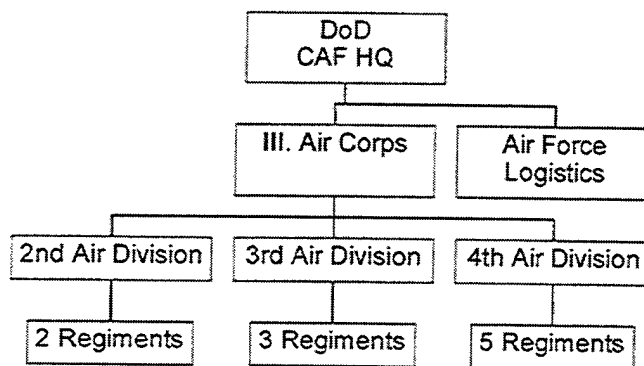 DoD
CAF HQ
III. Air Corps
Air Force
Logistics
2nd Air Division
3rd Air Division
4th Air Division
2 Regiments
3 Regiments
5 Regiments